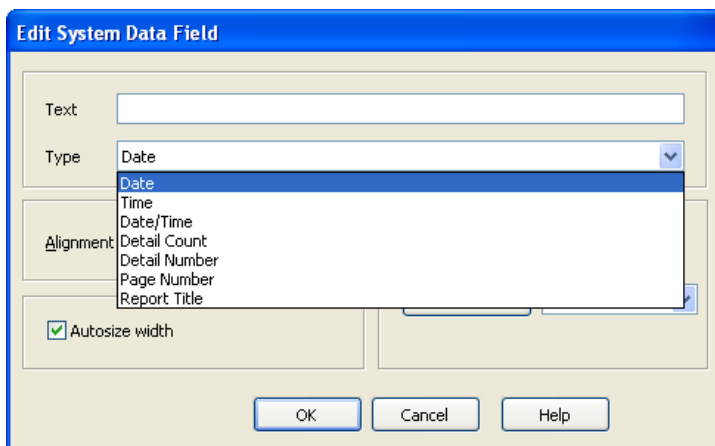 Edit System Data Field
Text
Type Date
Date
Time
Date/Time
Alignment Detail Count
Detail Number
Page Number
Report Title
Autosize width
OK Cancel Help